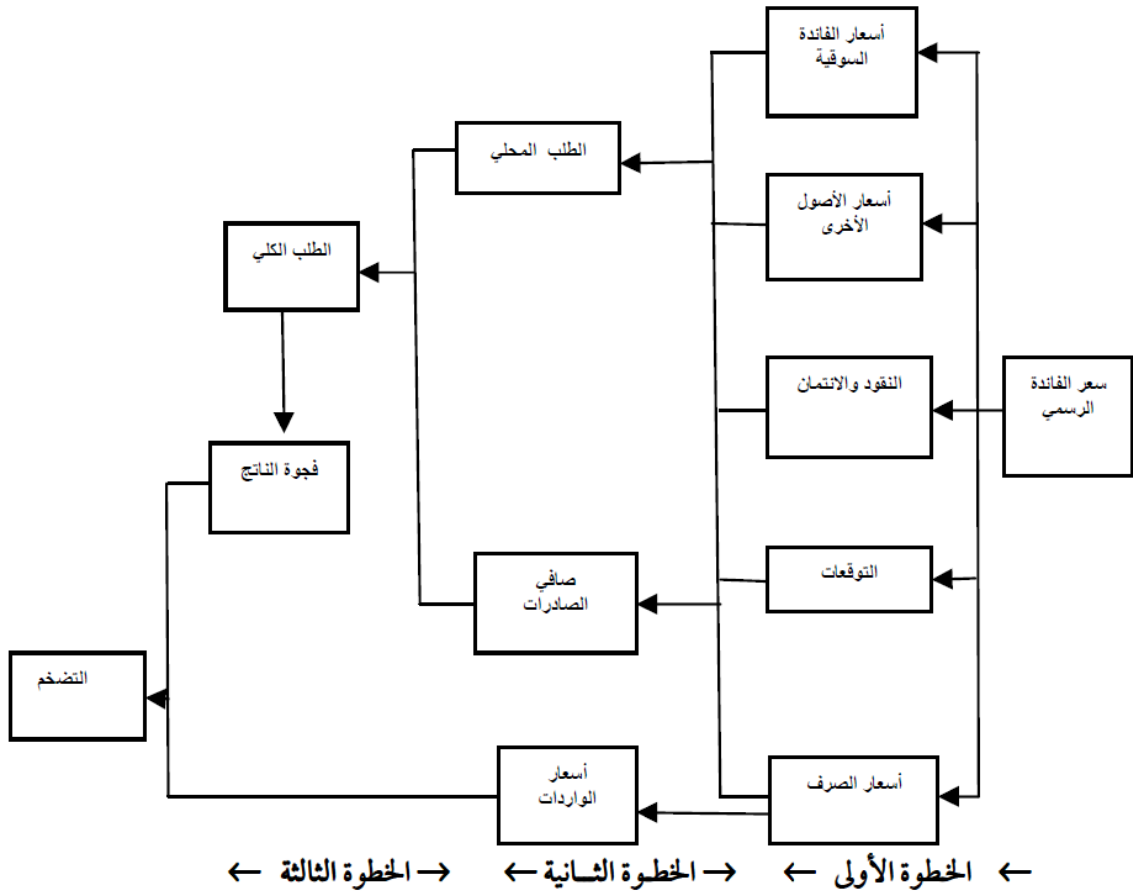 أسعار الفائدة
السوقية
الطلب المحلي
أسعار الأصول
الأخرى
الطلب الكلي
النقود والائتمان
سعر الفائدة
الرسمي
فجوة الناتج
التوقعات
صافي
الصادرات
التضخم
أسعار الصرف
أسعار
الواردات
← الخطوة الأولى ← → الخطوة الثـانية ← → الخطوة الثالثة ←